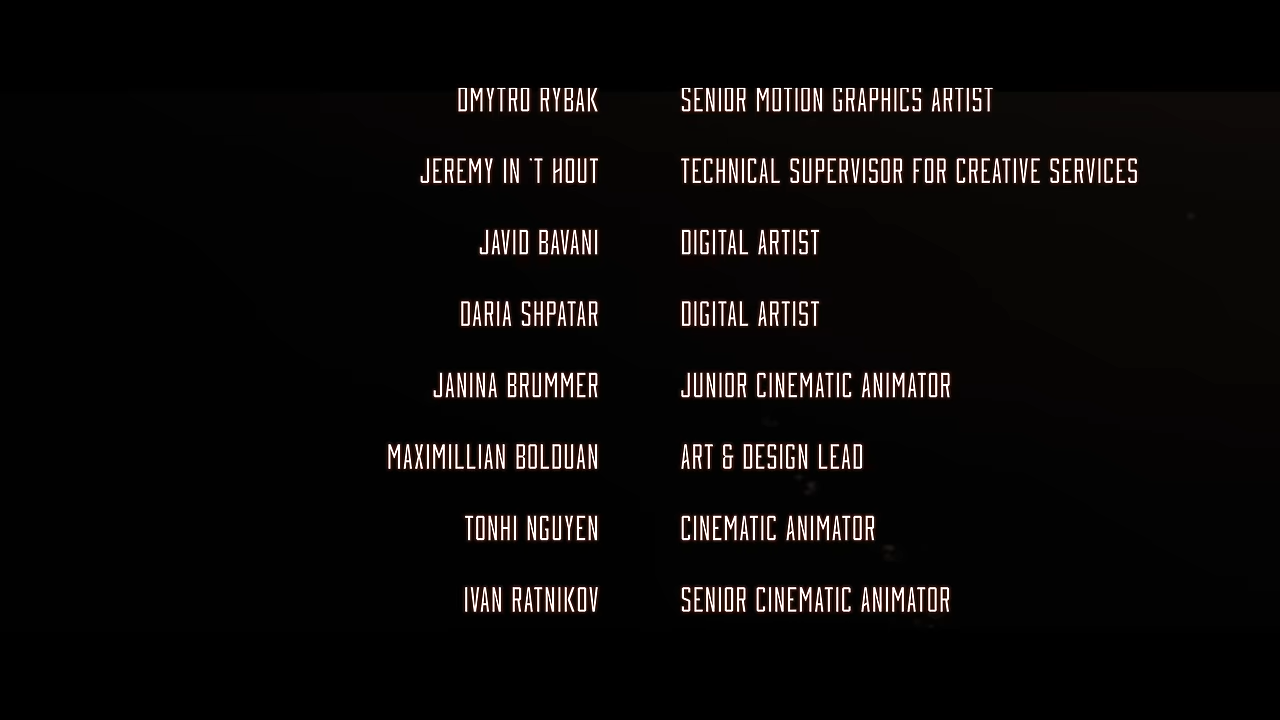 DMYTRO RYBAK SENIOR MOTION GRAPHICS ARTIST
JEREMY IN 'T HOUT TECHNICAL SUPERVISOR FOR CREATIVE SERVICES
JAVID BAVANI DIGITAL ARTIST
DARIA SHPATAR DIGITAL ARTIST
JANINA BRUMMER JUNIOR CINEMATIC ANIMATOR
MAXIMILLIAN BOLDUAN ART & DESIGN LEAD
TONHI NGUYEN CINEMATIC ANIMATOR
IVAN RATNIKOV SENIOR CINEMATIC ANIMATOR